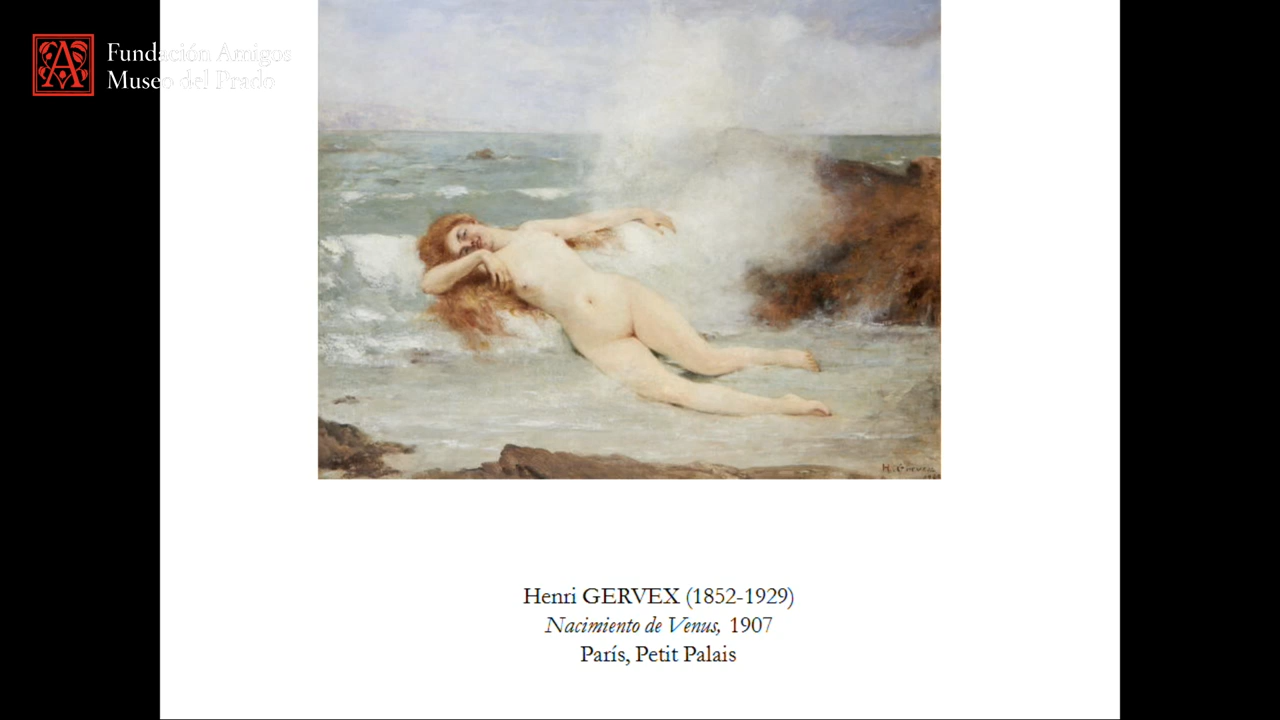 Fundación Amigos
Museo del Prado
Henri GERVEX (1852-1929)
Nacimiento de Venus, 1907
París, Petit Palais